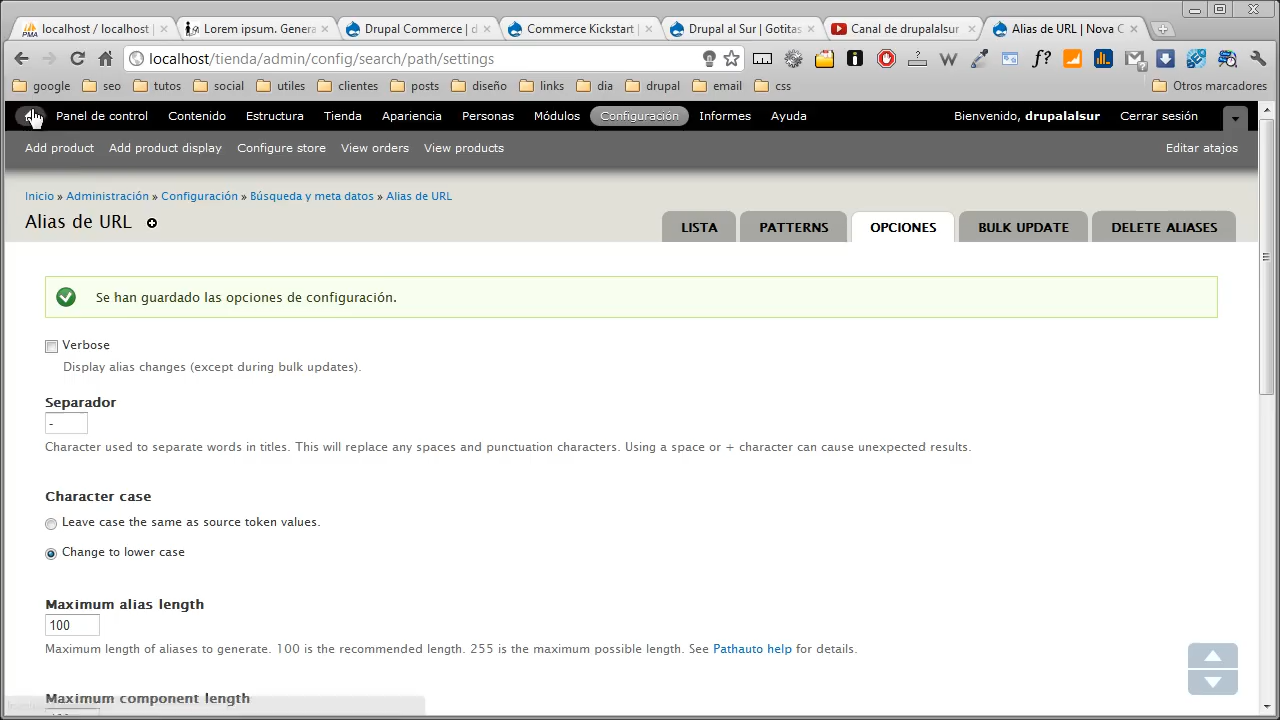 localhost / localhost |
Lorem ipsum. Genera
Drupal Commerce | d
Commerce Kickstart |
Drupal al Sur | Gotitas
Canal de drupalalsur
Alias de URL | Nova C
localhost/tienda/admin/config/search/path/settings
google
seo
tutos
social
utiles
clientes
posts
diseño
links
dia
drupal
email
css
Otros marcadores
Panel de control
Contenido
Estructura
Tienda
Apariencia
Personas
Módulos
Configuración
Informes
Ayuda
Bienvenido, drupalalsur
Cerrar sesión
Add product
Add product display
Configure store
View orders
View products
Editar atajos
Inicio » Administración » Configuración » Búsqueda y meta datos » Alias de URL
Alias de URL
LISTA
PATTERNS
OPCIONES
BULK UPDATE
DELETE ALIASES
Se han guardado las opciones de configuración.
Verbose
Display alias changes (except during bulk updates).
Separador
-
Character used to separate words in titles. This will replace any spaces and punctuation characters. Using a space or + character can cause unexpected results.
Character case
Leave case the same as source token values.
Change to lower case
Maximum alias length
100
Maximum length of aliases to generate. 100 is the recommended length. 255 is the maximum possible length. See Pathauto help for details.
Maximum component length